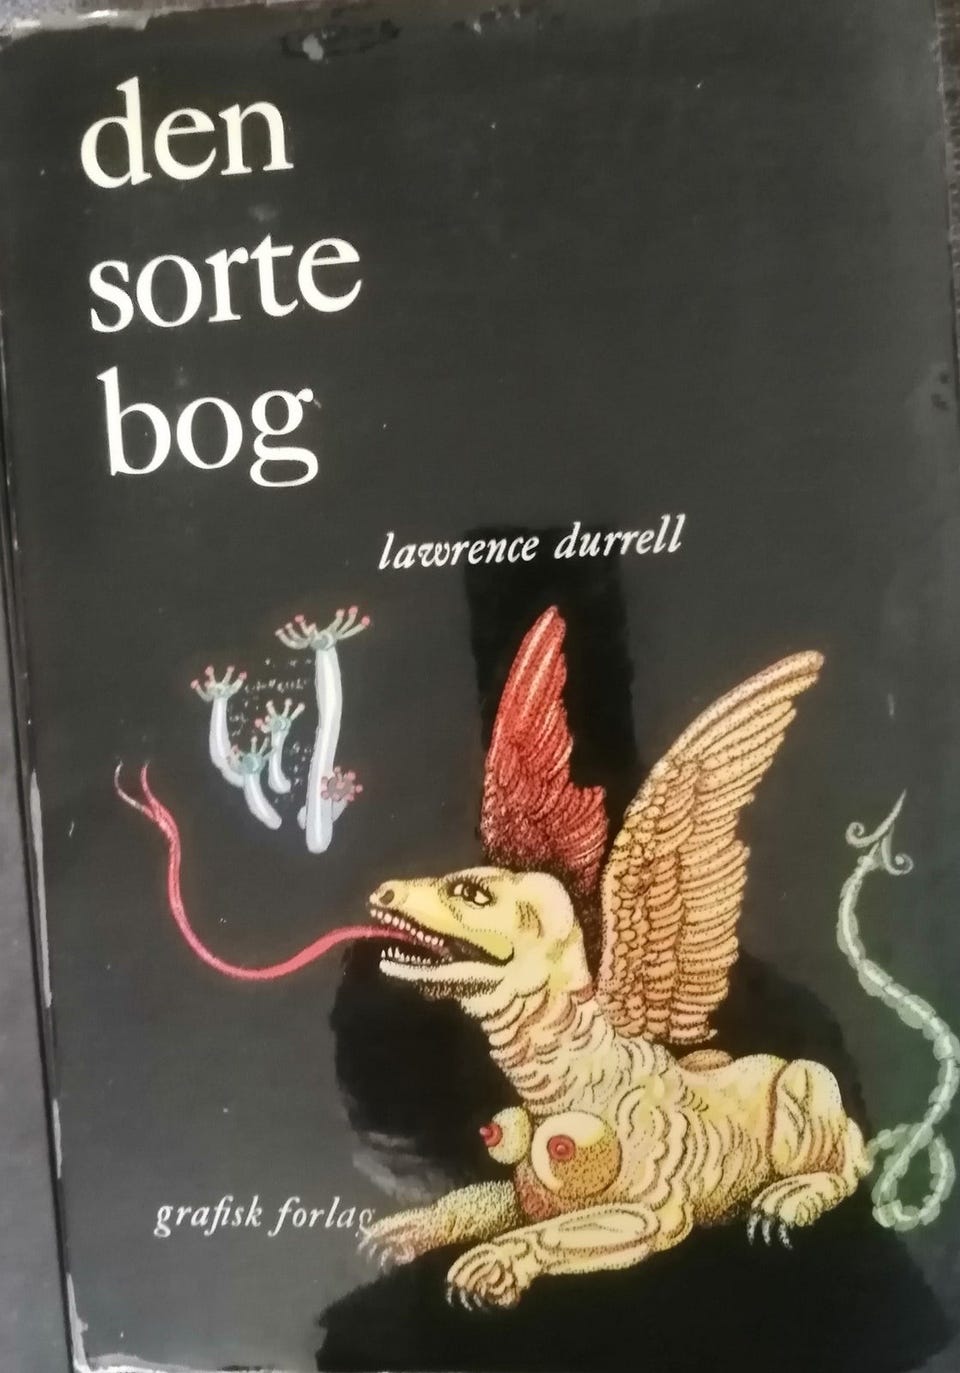 den
sorte
bog
lawrence durrell
grafisk forlag